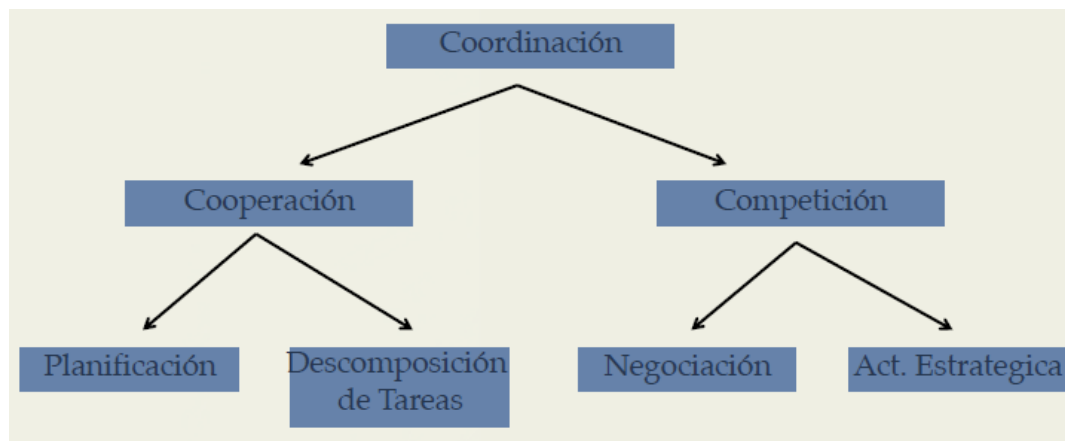 Coordinación
Cooperación
Competición
Planificación
Descomposición
de Tareas
Negociación
Act. Estrategica